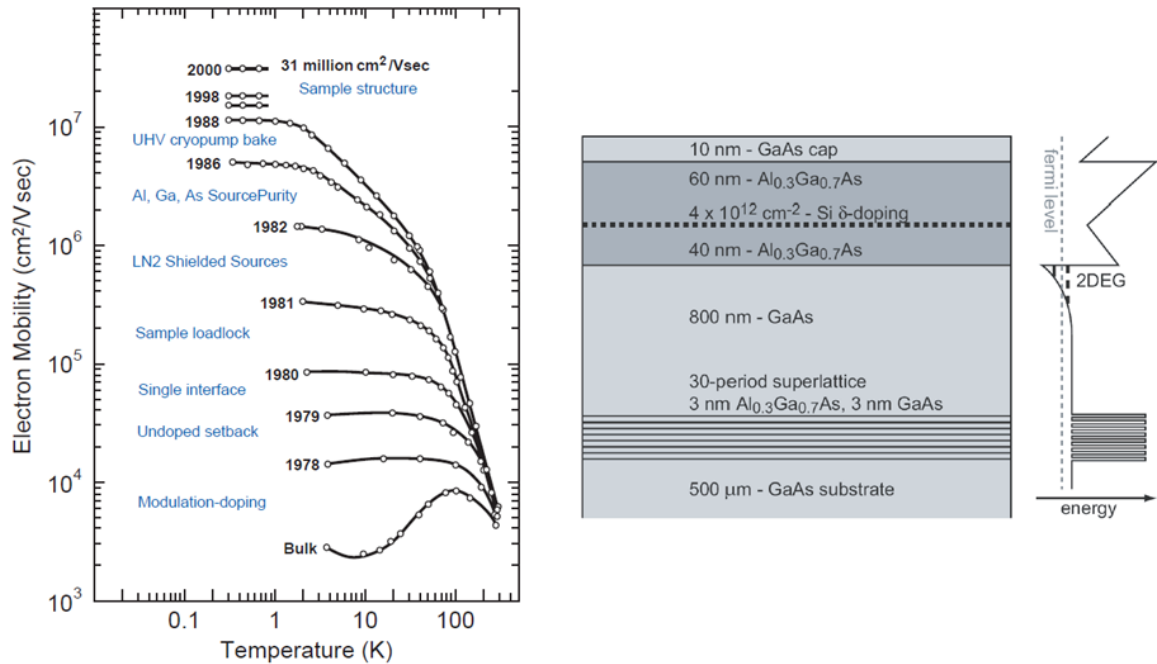 Electron Mobility (cm²/V sec)
10⁷
10⁶
10⁵
10⁴
10³
2000
31 million cm²/Vsec
Sample structure
1998
1988
UHV cryopump bake
1986
Al, Ga, As SourcePurity
1982
LN2 Shielded Sources
1981
Sample loadlock
1980
Single interface
1979
Undoped setback
1978
Modulation-doping
Bulk
0.1 1 10 100
Temperature (K)
10 nm - GaAs cap
60 nm - Al₀.₃Ga₀.₇As
4 x 10¹² cm⁻² - Si δ-doping
40 nm - Al₀.₃Ga₀.₇As
800 nm - GaAs
30-period superlattice
3 nm Al₀.₃Ga₀.₇As, 3 nm GaAs
500 µm - GaAs substrate
fermi level
2DEG
energy